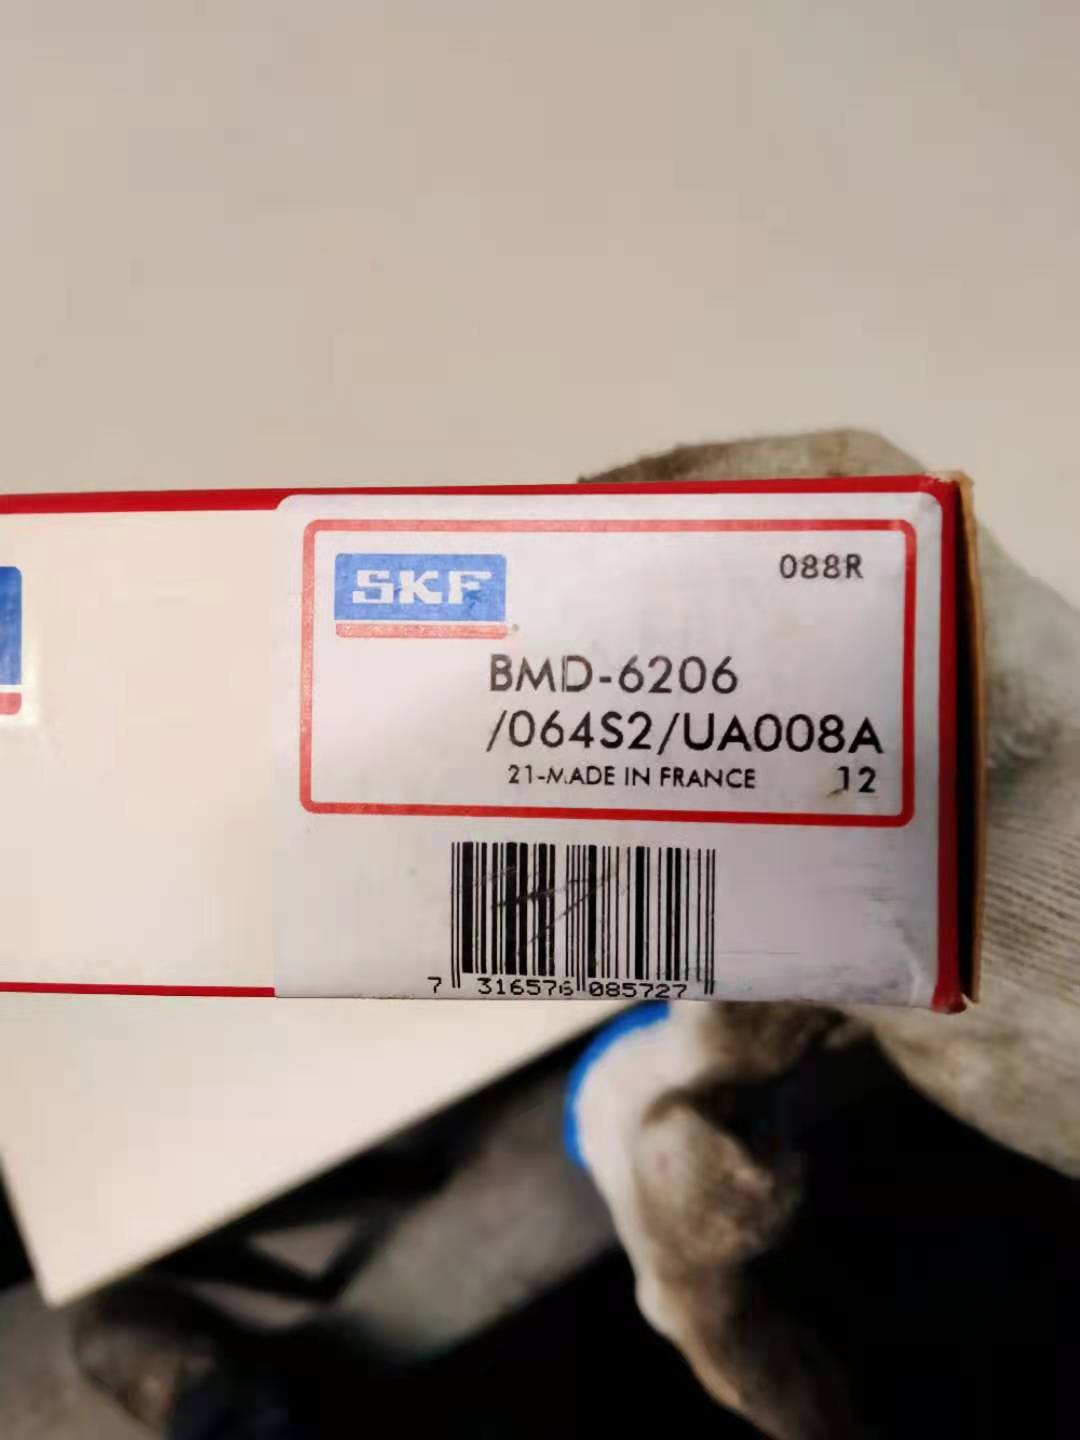 SKF
088R
BMD-6206
/064S2/UA008A
21-MADE IN FRANCE 12
7 316576 085727